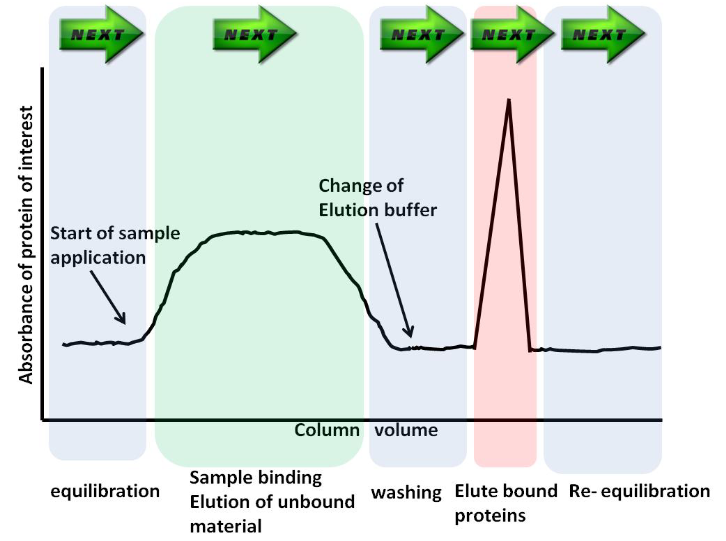 NEXT
NEXT
NEXT
NEXT
NEXT
Absorbance of protein of interest
Start of sample
application
Change of
Elution buffer
Column volume
equilibration
Sample binding
Elution of unbound
material
washing
Elute bound
proteins
Re- equilibration